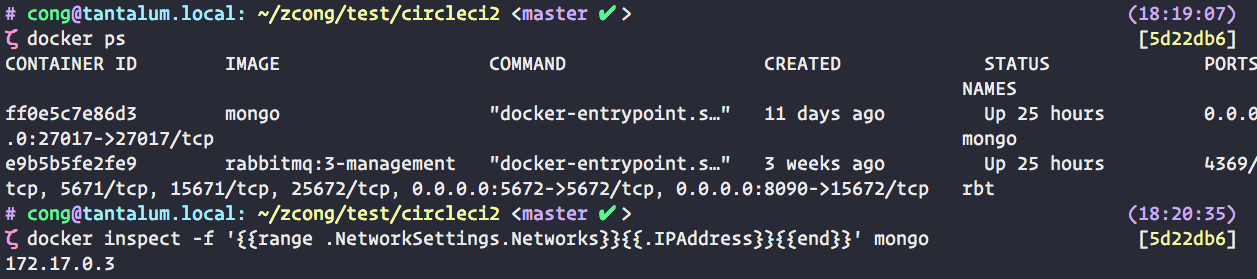 # cong@tantalum.local: ~/zcong/test/circleci2 <master ✔ > (18:19:07)
ζ docker ps [5d22db6]
CONTAINER ID IMAGE COMMAND CREATED STATUS PORTS
NAMES
ff0e5c7e86d3 mongo "docker-entrypoint.s…" 11 days ago Up 25 hours 0.0.0
.0:27017->27017/tcp mongo
e9b5b5fe2fe9 rabbitmq:3-management "docker-entrypoint.s…" 3 weeks ago Up 25 hours 4369/
tcp, 5671/tcp, 15671/tcp, 25672/tcp, 0.0.0.0:5672->5672/tcp, 0.0.0.0:8090->15672/tcp rbt
# cong@tantalum.local: ~/zcong/test/circleci2 <master ✔ > (18:20:35)
ζ docker inspect -f '{{range .NetworkSettings.Networks}}{{.IPAddress}}{{end}}' mongo [5d22db6]
172.17.0.3